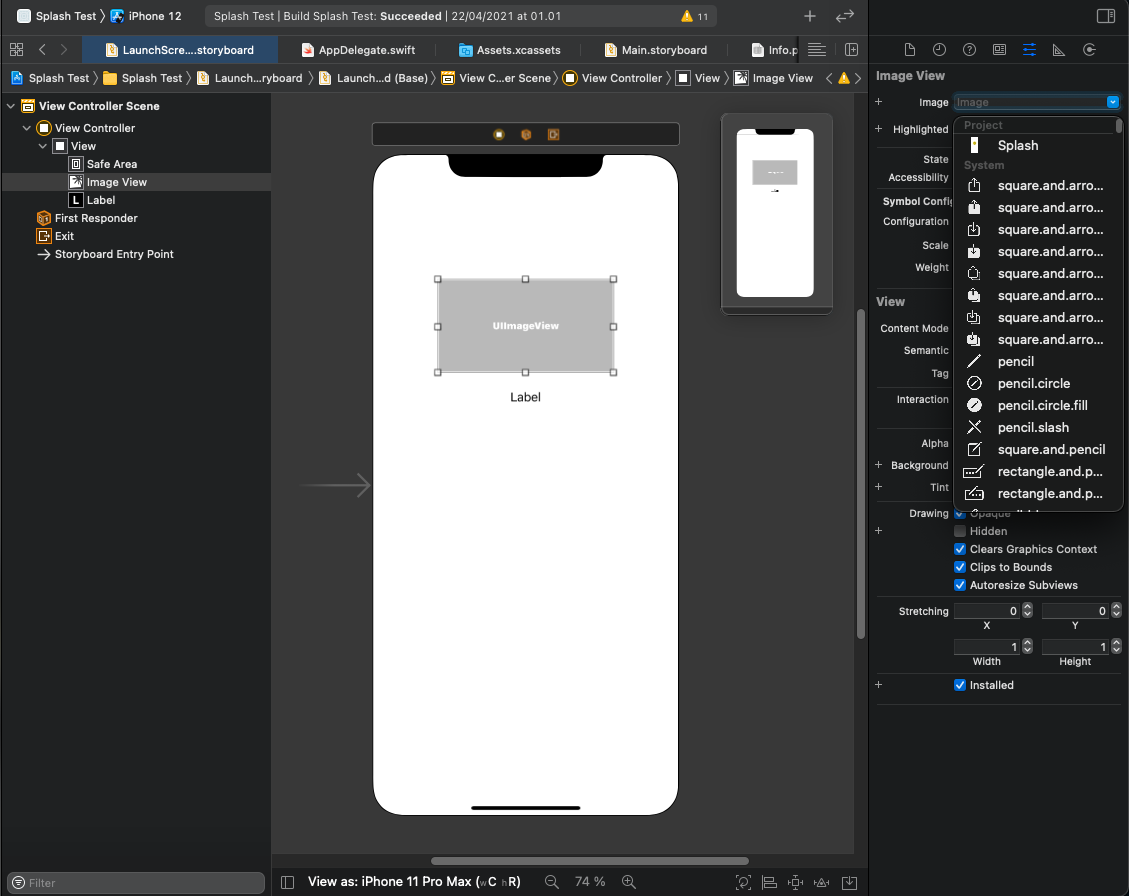 Splash Test
iPhone 12
Splash Test | Build Splash Test: Succeeded | 22/04/2021 at 01.01
11
LaunchScre....storyboard
AppDelegate.swift
Assets.xcassets
Main.storyboard
Info.p
Splash Test
Splash Test
Launch...ryboard
Launch...d (Base)
View C...er Scene
View Controller
View
Image View
View Controller Scene
View Controller
View
Safe Area
Image View
L Label
First Responder
Exit
Storyboard Entry Point
Filter
UIImageView
Label
View as: iPhone 11 Pro Max (wC hR)
74 %
Image View
Image
Image
Highlighted
State
Accessibility
Symbol Config
Configuration
Scale
Weight
View
Content Mode
Semantic
Tag
Interaction
Alpha
Background
Tint
Project
Splash
System
square.and.arro...
square.and.arro...
square.and.arro...
square.and.arro...
square.and.arro...
square.and.arro...
square.and.arro...
square.and.arro...
pencil
pencil.circle
pencil.circle.fill
pencil.slash
square.and.pencil
rectangle.and.p...
rectangle.and.p...
Drawing
Opaque
Hidden
Clears Graphics Context
Clips to Bounds
Autoresize Subviews
Stretching
0
0
X
Y
1
1
Width
Height
Installed